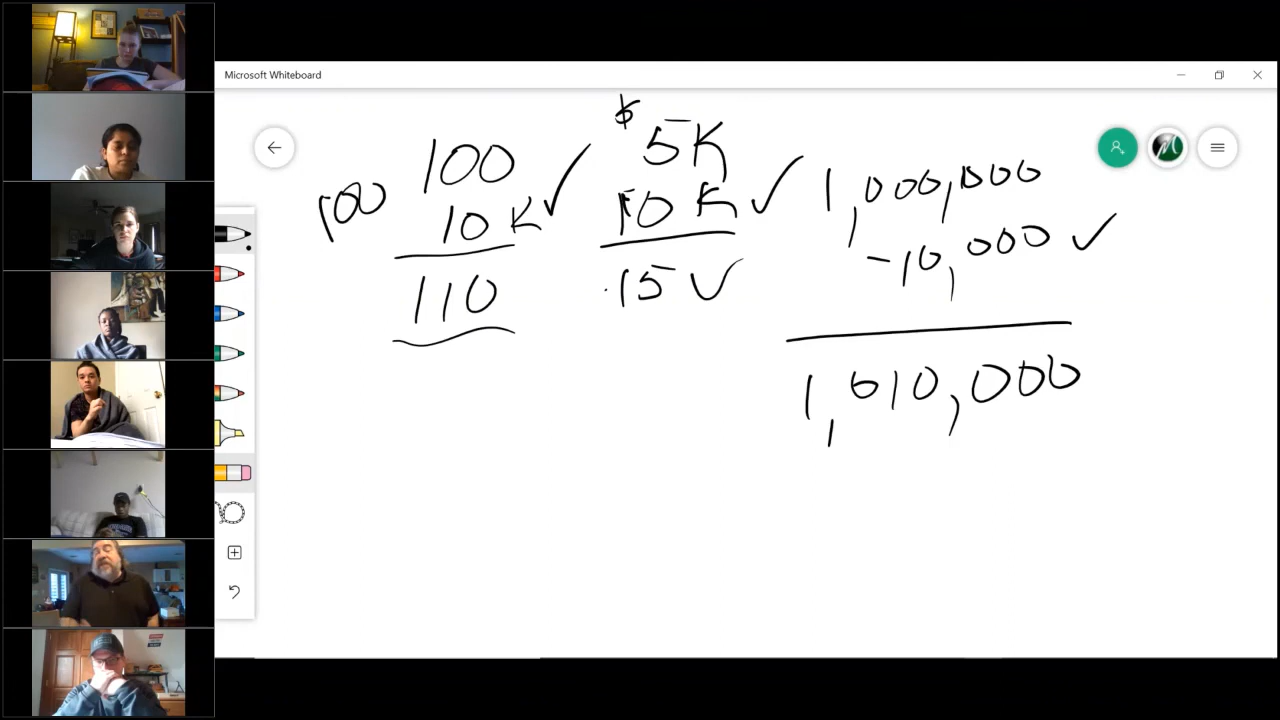 Microsoft Whiteboard
$
100
5K
1,000,000
100
10K ✓
10K ✓
-10,000 ✓
110
15 ✓
1,010,000